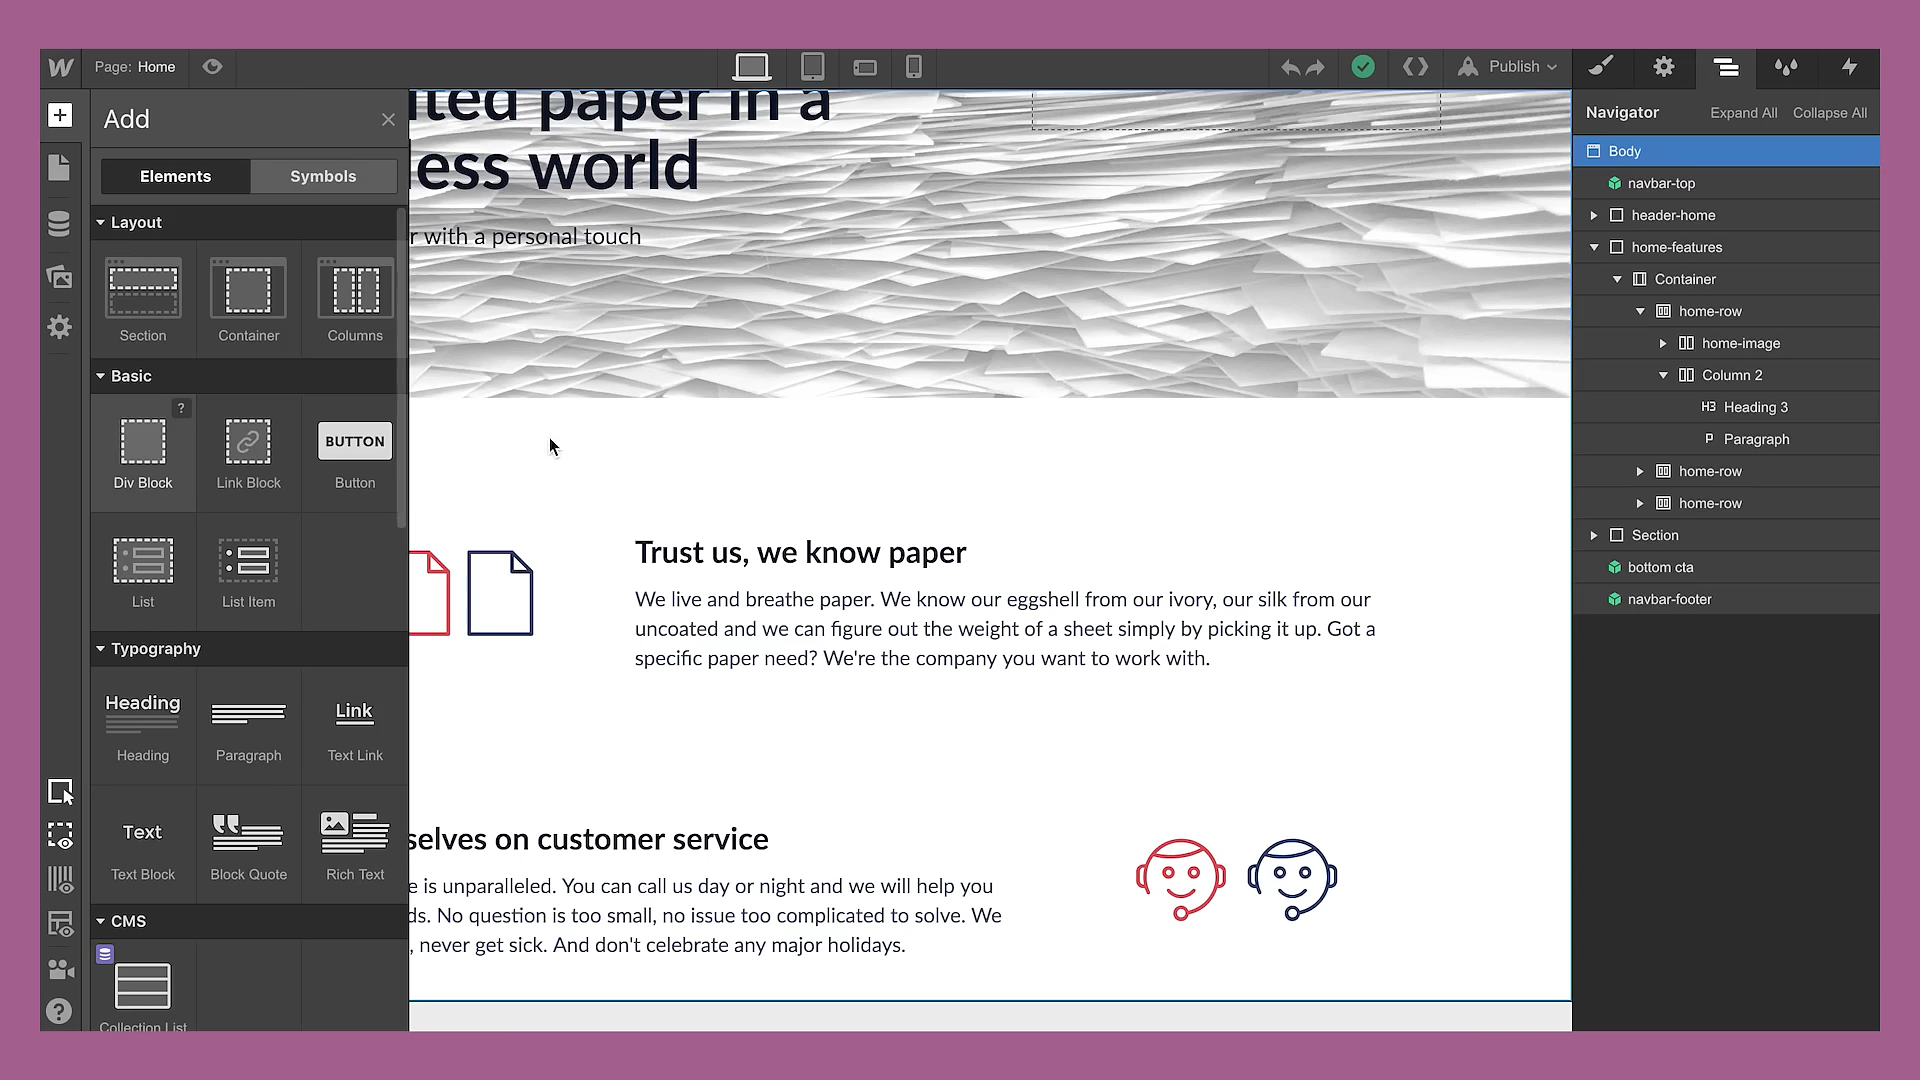 W
Page: Home
Publish
Add
Elements
Symbols
Layout
Section
Container
Columns
Basic
?
Div Block
Link Block
BUTTON
Button
List
List Item
Typography
Heading
Heading
Paragraph
Link
Text Link
Text
Text Block
Block Quote
Rich Text
CMS
Collection List
ited paper in a
less world
r with a personal touch
Trust us, we know paper
We live and breathe paper. We know our eggshell from our ivory, our silk from our
uncoated and we can figure out the weight of a sheet simply by picking it up. Got a
specific paper need? We're the company you want to work with.
selves on customer service
e is unparalleled. You can call us day or night and we will help you
ds. No question is too small, no issue too complicated to solve. We
, never get sick. And don't celebrate any major holidays.
Navigator
Expand All
Collapse All
Body
navbar-top
header-home
home-features
Container
home-row
home-image
Column 2
H3 Heading 3
P Paragraph
home-row
home-row
Section
bottom cta
navbar-footer
?